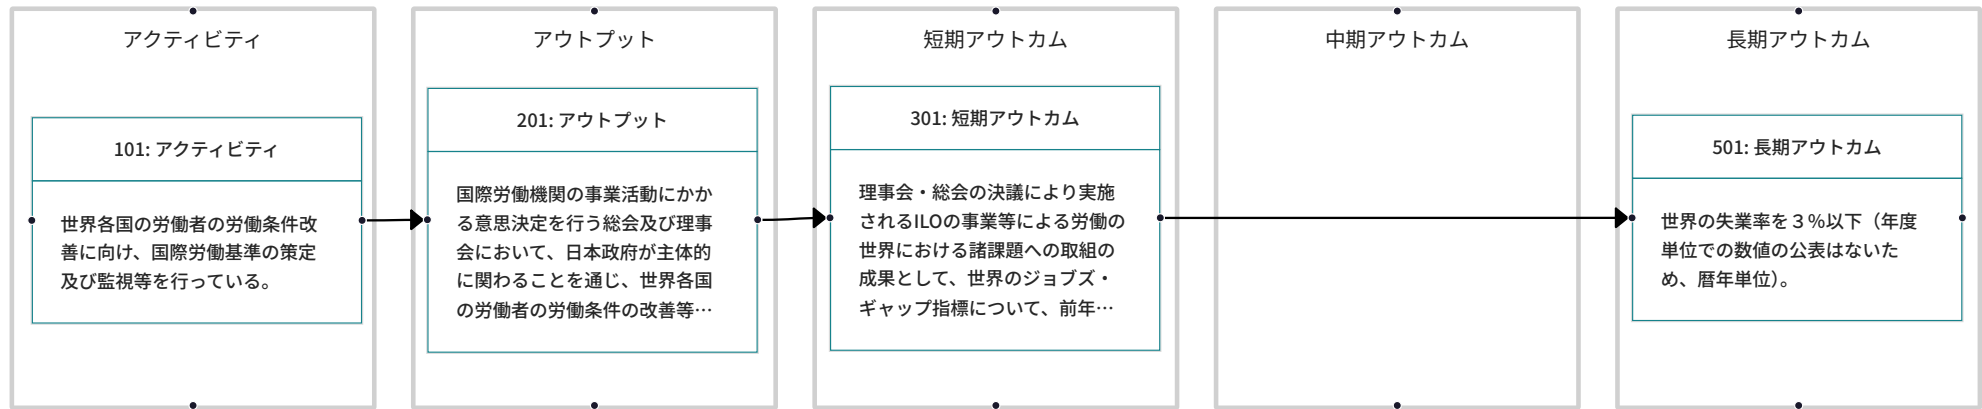 アクティビティ
101: アクティビティ
世界各国の労働者の労働条件改
善に向け、国際労働基準の策定
及び監視等を行っている。
アウトプット
201: アウトプット
国際労働機関の事業活動にかか
る意思決定を行う総会及び理事
会において、日本政府が主体的
に関わることを通じ、世界各国
の労働者の労働条件の改善等…
短期アウトカム
301: 短期アウトカム
理事会・総会の決議により実施
されるILOの事業等による労働の
世界における諸課題への取組の
成果として、世界のジョブズ・
ギャップ指標について、前年…
中期アウトカム
長期アウトカム
501: 長期アウトカム
世界の失業率を３％以下（年度
単位での数値の公表はないた
め、暦年単位）。